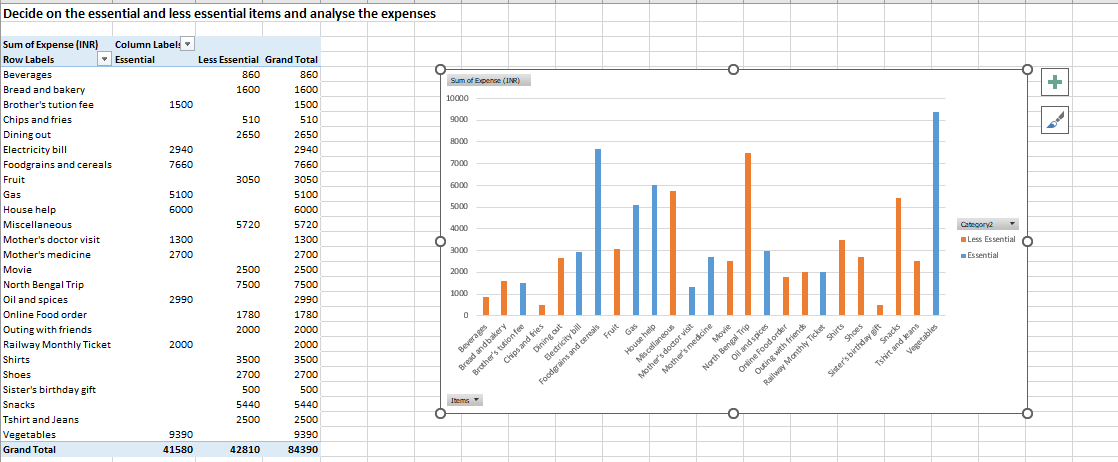 Decide on the essential and less essential items and analyse the expenses
Sum of Expense (INR) Column Labels
Row Labels Essential Less Essential Grand Total
Beverages 860 860
Bread and bakery 1600 1600
Brother's tution fee 1500 1500
Chips and fries 510 510
Dining out 2650 2650
Electricity bill 2940 2940
Foodgrains and cereals 7660 7660
Fruit 3050 3050
Gas 5100 5100
House help 6000 6000
Miscellaneous 5720 5720
Mother's doctor visit 1300 1300
Mother's medicine 2700 2700
Movie 2500 2500
North Bengal Trip 7500 7500
Oil and spices 2990 2990
Online Food order 1780 1780
Outing with friends 2000 2000
Railway Monthly Ticket 2000 2000
Shirts 3500 3500
Shoes 2700 2700
Sister's birthday gift 500 500
Snacks 5440 5440
Tshirt and Jeans 2500 2500
Vegetables 9390 9390
Grand Total 41580 42810 84390
Sum of Expense (INR)
10000
9000
8000
7000
6000
5000
4000
3000
2000
1000
0
Beverages
Bread and bakery
Brother's tution fee
Chips and fries
Dining out
Electricity bill
Foodgrains and cereals
Fruit
Gas
House help
Miscellaneous
Mother's doctor visit
Mother's medicine
Movie
North Bengal Trip
Oil and spices
Online Food order
Outing with friends
Railway Monthly Ticket
Shirts
Shoes
Sister's birthday gift
Snacks
Tshirt and Jeans
Vegetables
Category2
Less Essential
Essential
Items